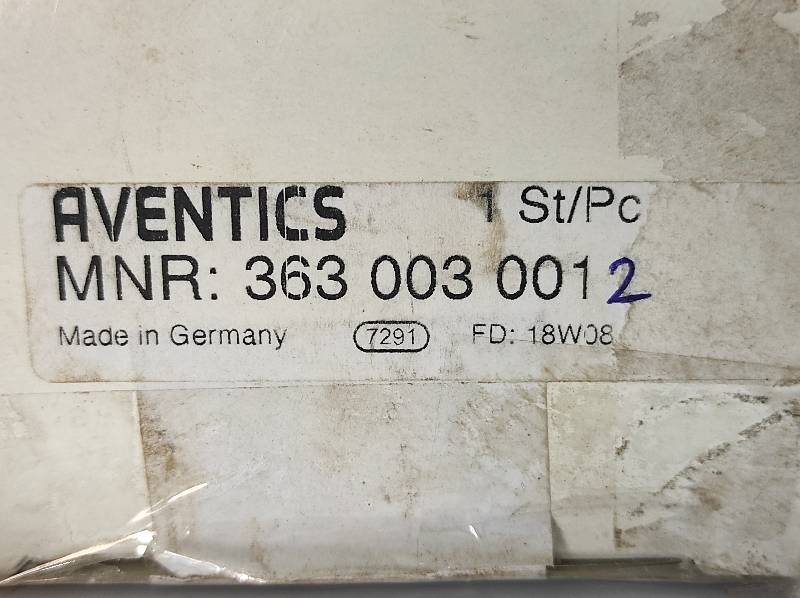 AVENTICS 1 St/Pc
MNR: 363 003 0012
Made in Germany 7291 FD: 18W08